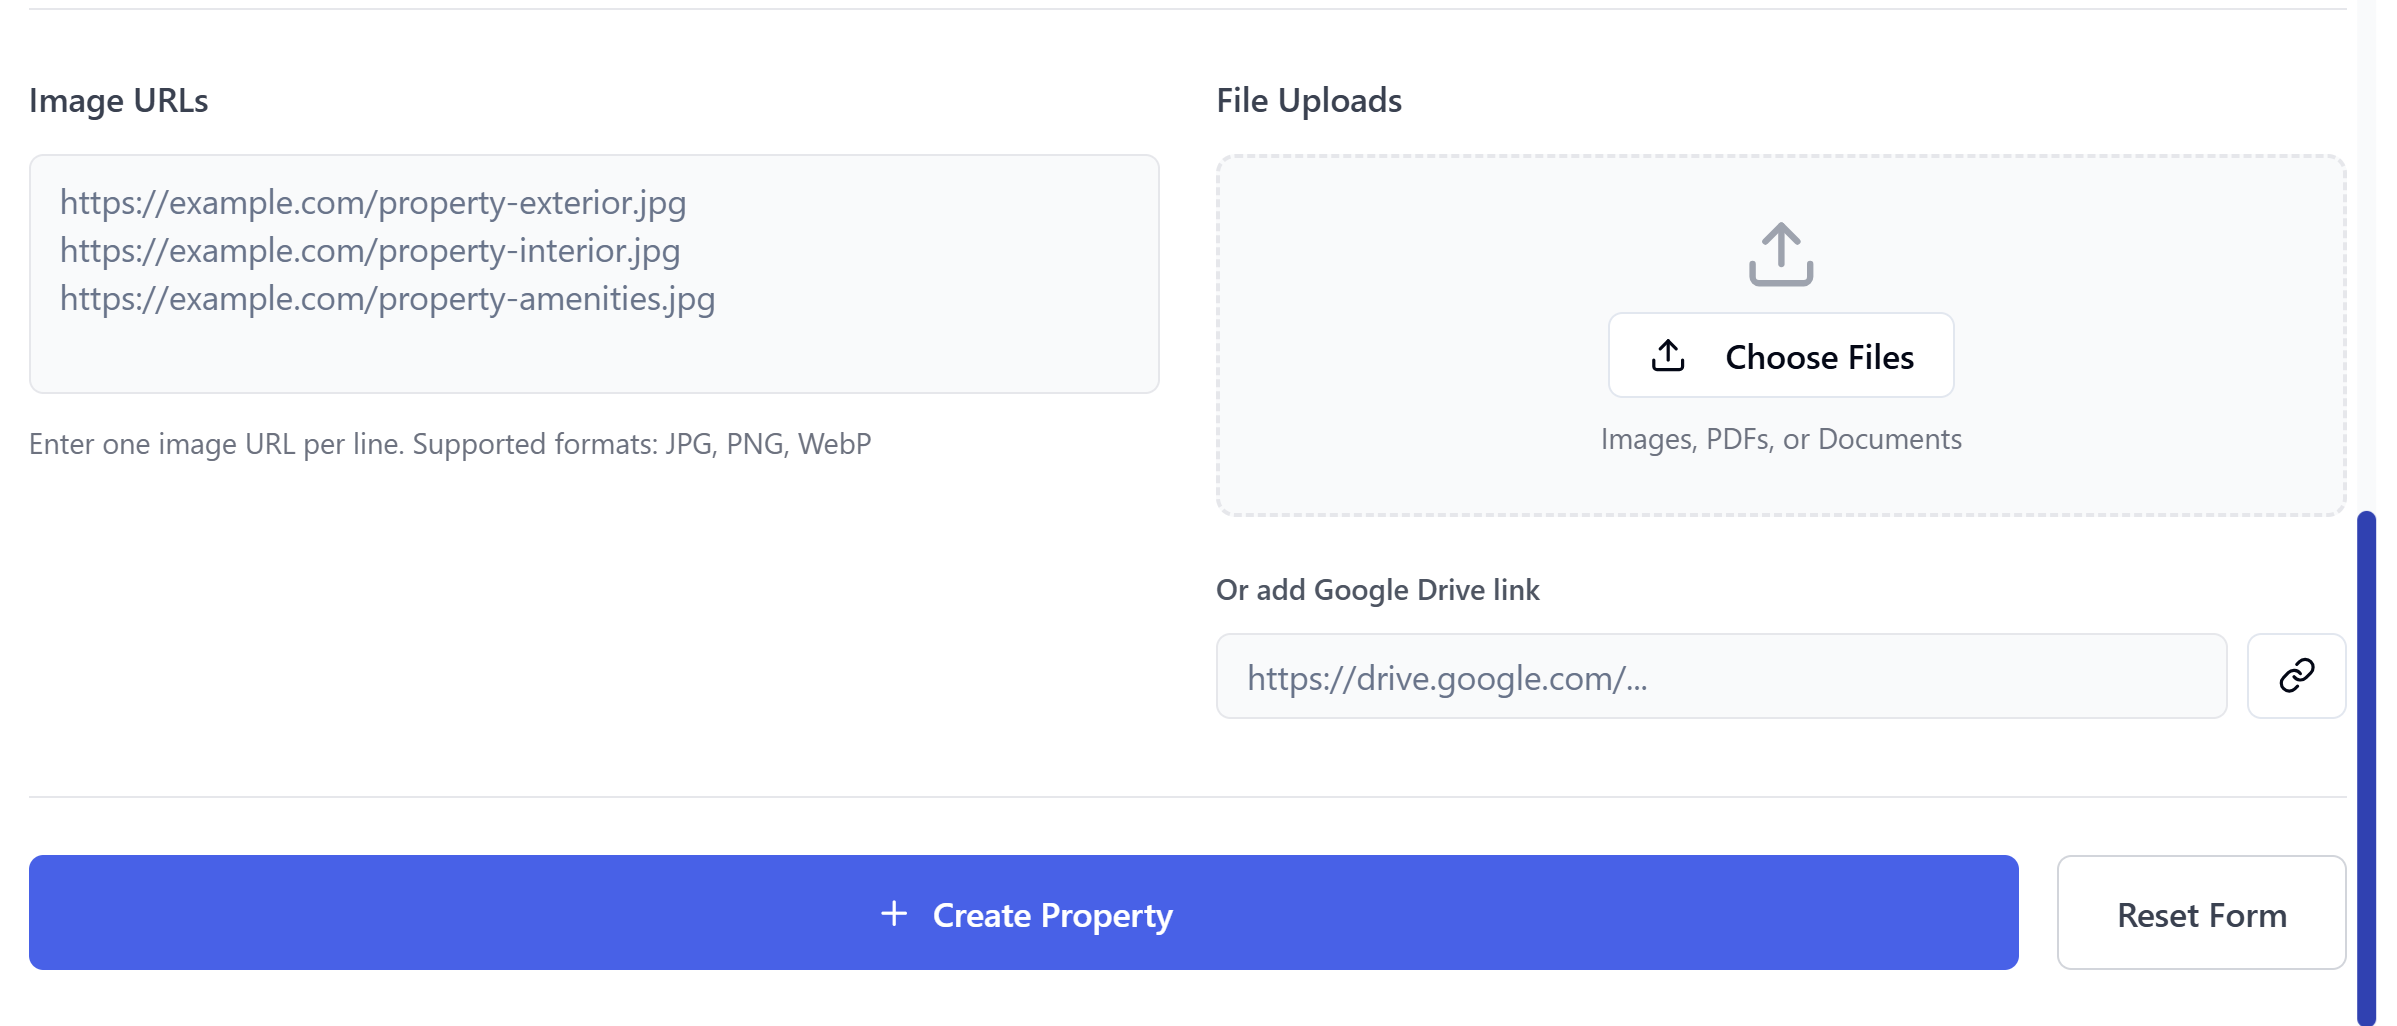 Image URLs
https://example.com/property-exterior.jpg
https://example.com/property-interior.jpg
https://example.com/property-amenities.jpg
Enter one image URL per line. Supported formats: JPG, PNG, WebP
File Uploads
Choose Files
Images, PDFs, or Documents
Or add Google Drive link
https://drive.google.com/...
Create Property
Reset Form